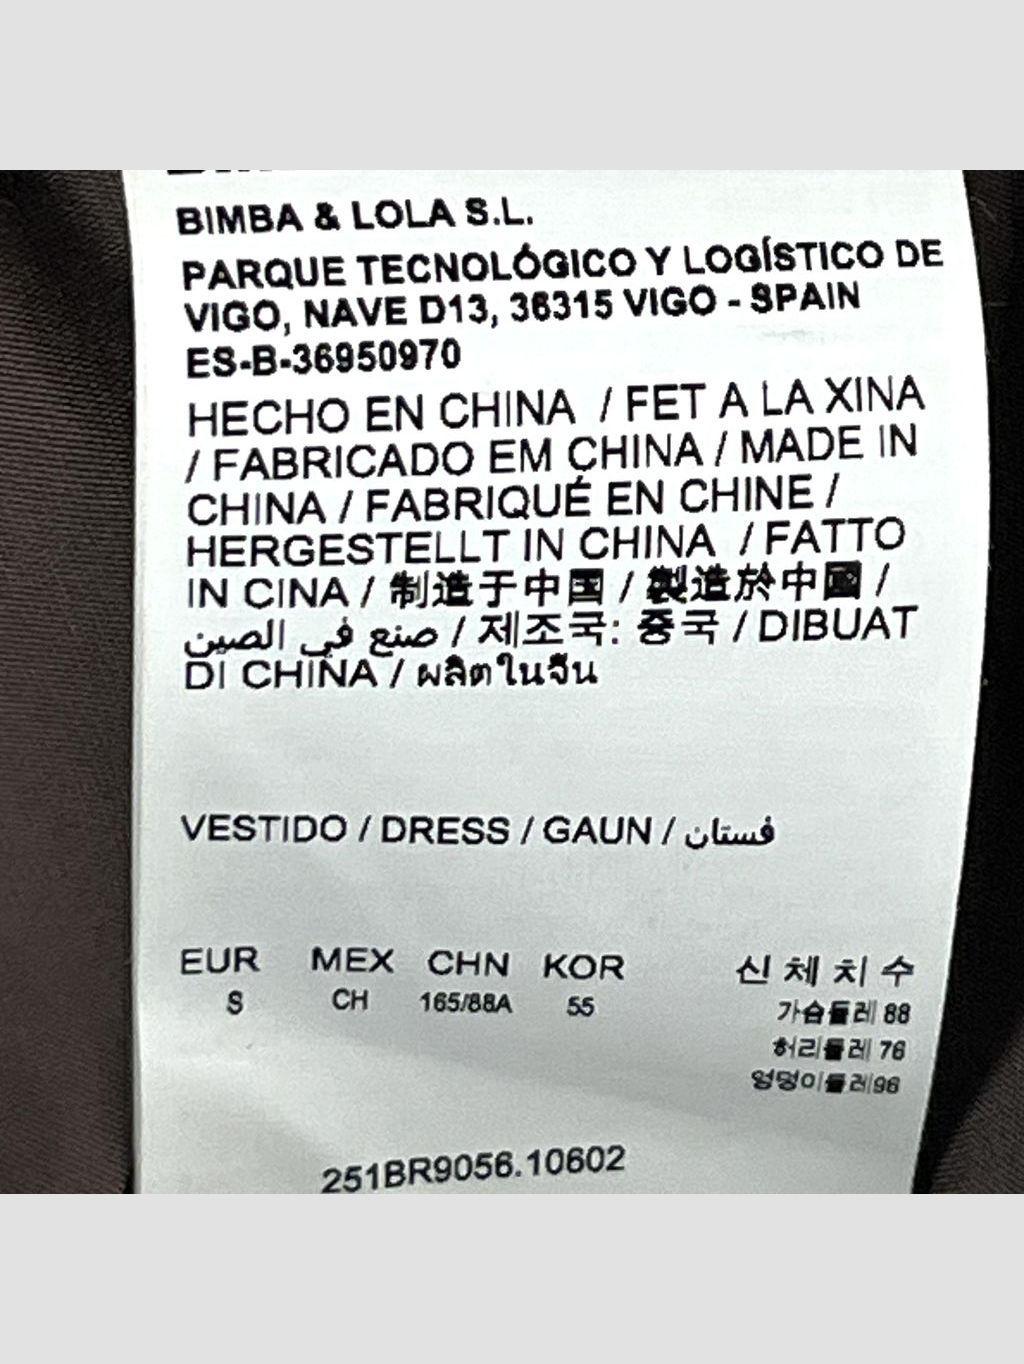 BIMBA & LOLA S.L.
PARQUE TECNOLÓGICO Y LOGÍSTICO DE
VIGO, NAVE D13, 36315 VIGO - SPAIN
ES-B-36950970
HECHO EN CHINA / FET A LA XINA
/ FABRICADO EM CHINA / MADE IN
CHINA / FABRIQUÉ EN CHINE /
HERGESTELLT IN CHINA / FATTO
IN CINA / 制造于中国 / 製造於中國 /
صنع في الصين / 제조국: 중국 / DIBUAT
DI CHINA / ผลิตในจีน
VESTIDO / DRESS / GAUN / فستان
EUR MEX CHN KOR 신체치수
S CH 165/88A 55 가슴둘레 88
허리둘레 76
엉덩이둘레 96
251BR9056.10602